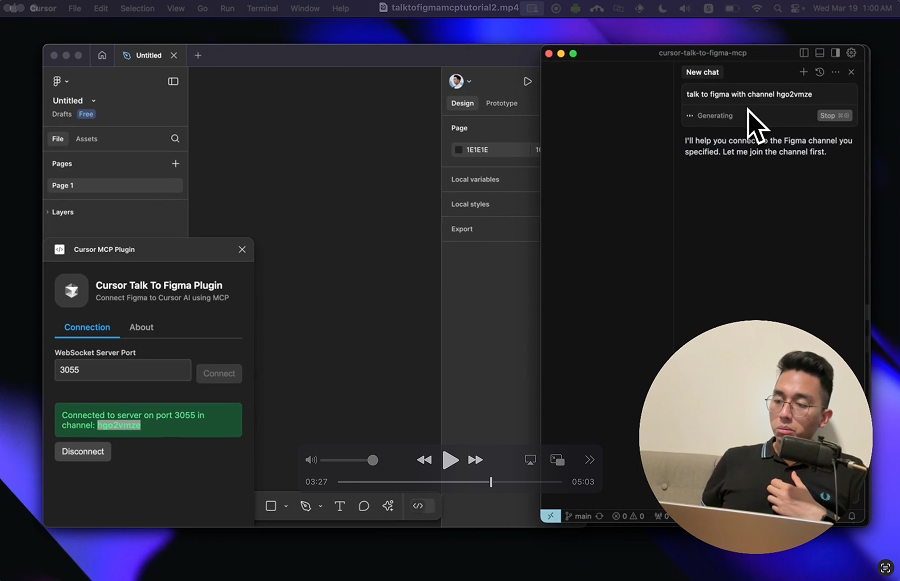 Cursor File Edit Selection View Go Run Terminal Window Help
talktofigmamcptutorial2.mp4
Wed Mar 19 1:00 AM
Untitled
Untitled
Drafts Free
File Assets
Pages
Page 1
Layers
Cursor MCP Plugin
Cursor Talk To Figma Plugin
Connect Figma to Cursor AI using MCP
Connection About
WebSocket Server Port
3055 Connect
Connected to server on port 3055 in
channel: hgo2vmze
Disconnect
Design Prototype
Page
1E1E1E 10
Local variables
Local styles
Export
03:27 05:03
cursor-talk-to-figma-mcp
New chat
talk to figma with channel hgo2vmze
Generating Stop
I'll help you the Figma channel you
specified. Let me join the channel first.
main 0 0 0